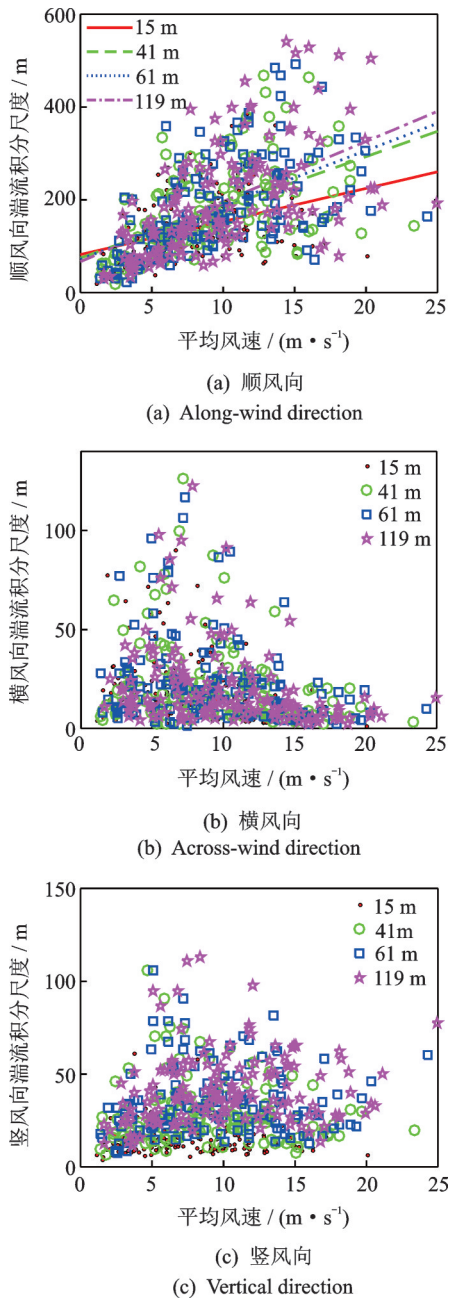 600
400
200
0
顺风向湍流积分尺度 / m
15 m
41 m
61 m
119 m
0 5 10 15 20 25
平均风速 / (m · s⁻¹)
(a) 顺风向
(a) Along-wind direction
100
50
0
横风向湍流积分尺度 / m
15 m
41 m
61 m
119 m
0 5 10 15 20 25
平均风速 / (m · s⁻¹)
(b) 横风向
(b) Across-wind direction
150
100
50
0
竖风向湍流积分尺度 / m
15 m
41m
61 m
119 m
0 5 10 15 20 25
平均风速 / (m · s⁻¹)
(c) 竖风向
(c) Vertical direction